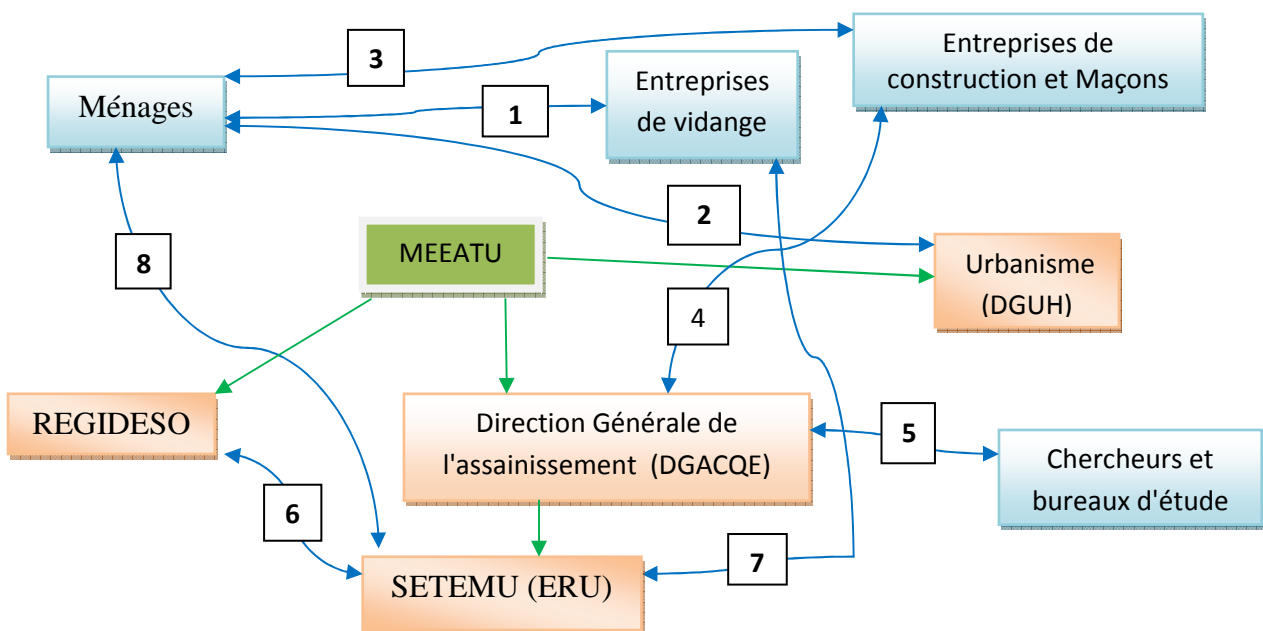 3
Entreprises de
construction et Maçons
Ménages
1
Entreprises
de vidange
2
8
MEEATU
Urbanisme
(DGUH)
4
REGIDESO
Direction Générale de
l'assainissement (DGACQE)
5
Chercheurs et
bureaux d'étude
6
7
SETEMU (ERU)